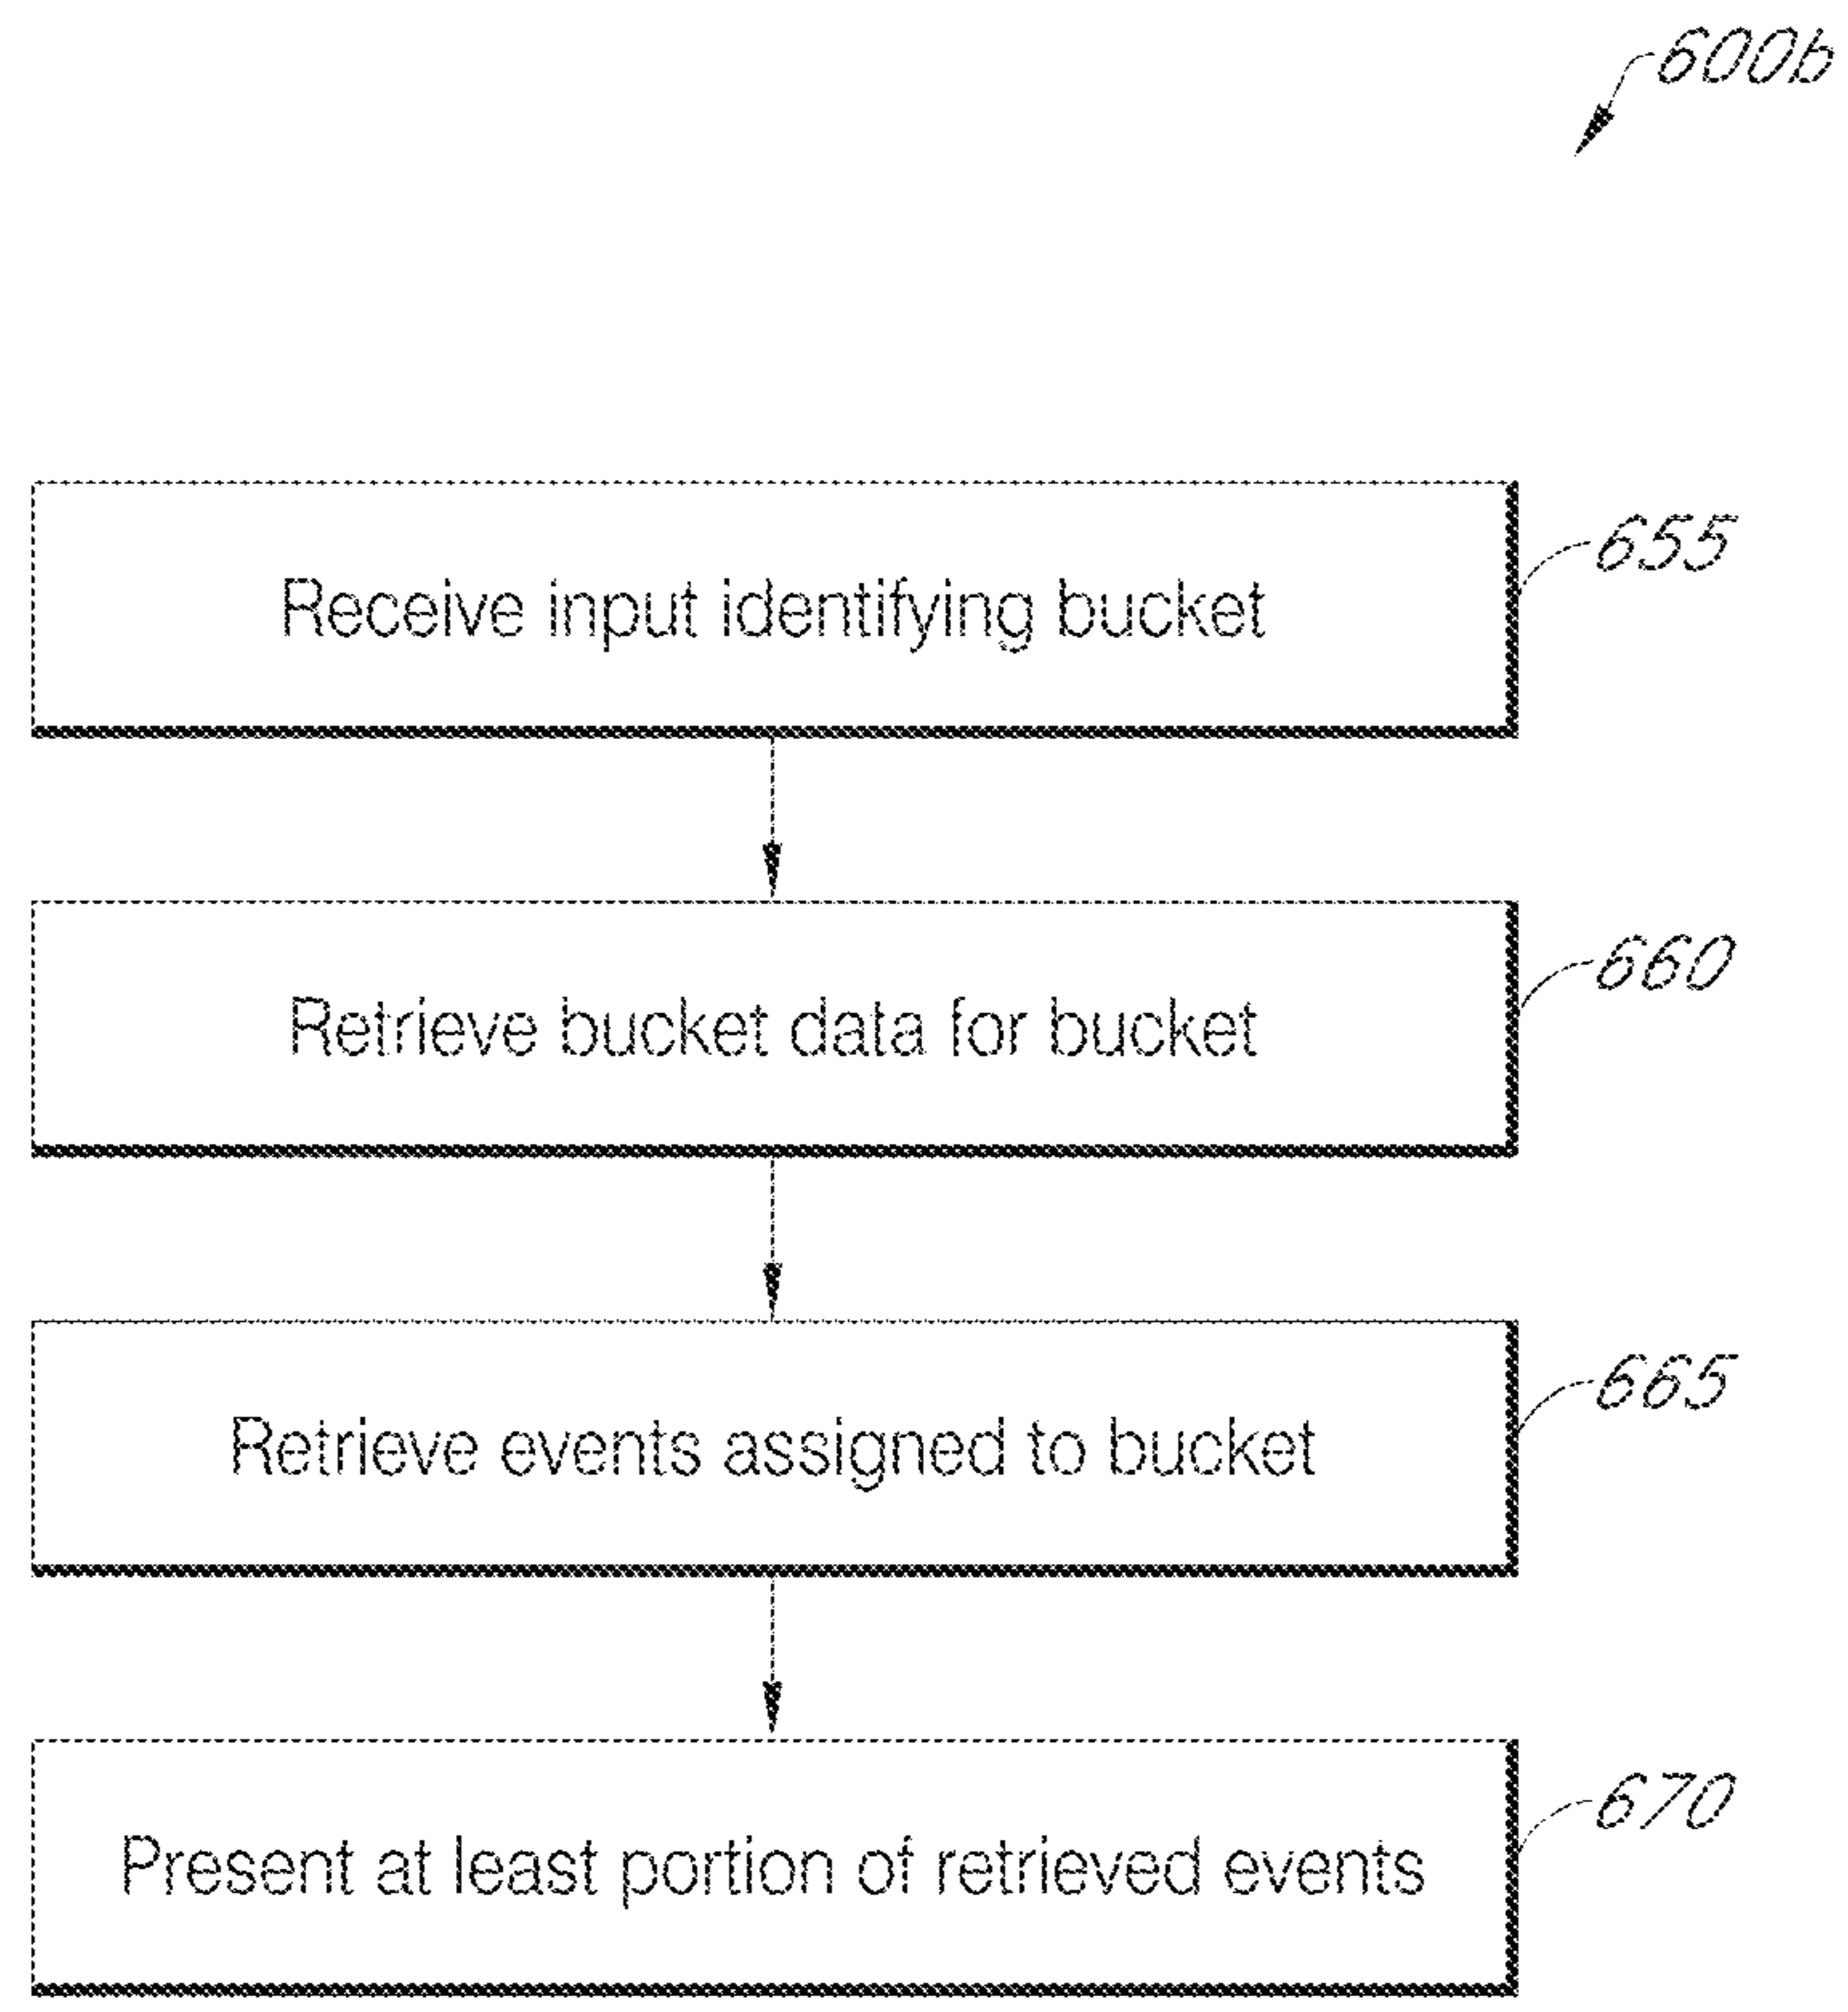 600b
Receive input identifying bucket
655
Retrieve bucket data for bucket
660
Retrieve events assigned to bucket
665
Present at least portion of retrieved events
670